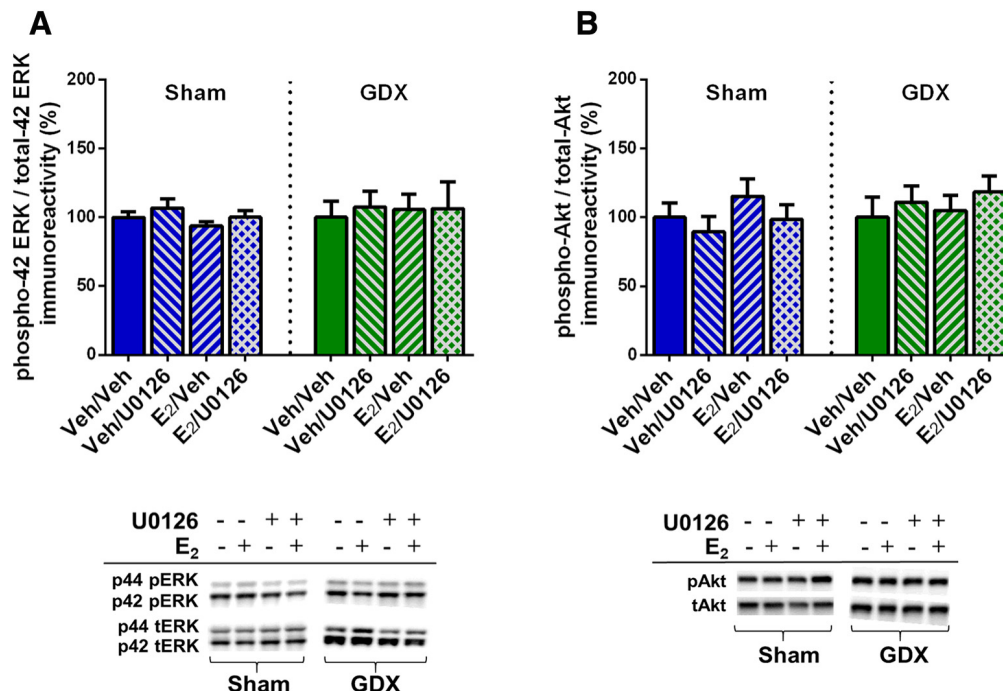 A
phospho-42 ERK / total-42 ERK
immunoreactivity (%)
200
150
100
50
0
Sham
GDX
Veh/Veh
Veh/U0126
E₂/Veh
E₂/U0126
Veh/Veh
Veh/U0126
E₂/Veh
E₂/U0126
U0126 - - + + - - + +
E₂ - + - + - + - +
p44 pERK
p42 pERK
p44 tERK
p42 tERK
Sham GDX
B
phospho-Akt / total-Akt
immunoreactivity (%)
200
150
100
50
0
Sham
GDX
Veh/Veh
Veh/U0126
E₂/Veh
E₂/U0126
Veh/Veh
Veh/U0126
E₂/Veh
E₂/U0126
U0126 - - + + - - + +
E₂ - + - + - + - +
pAkt
tAkt
Sham GDX